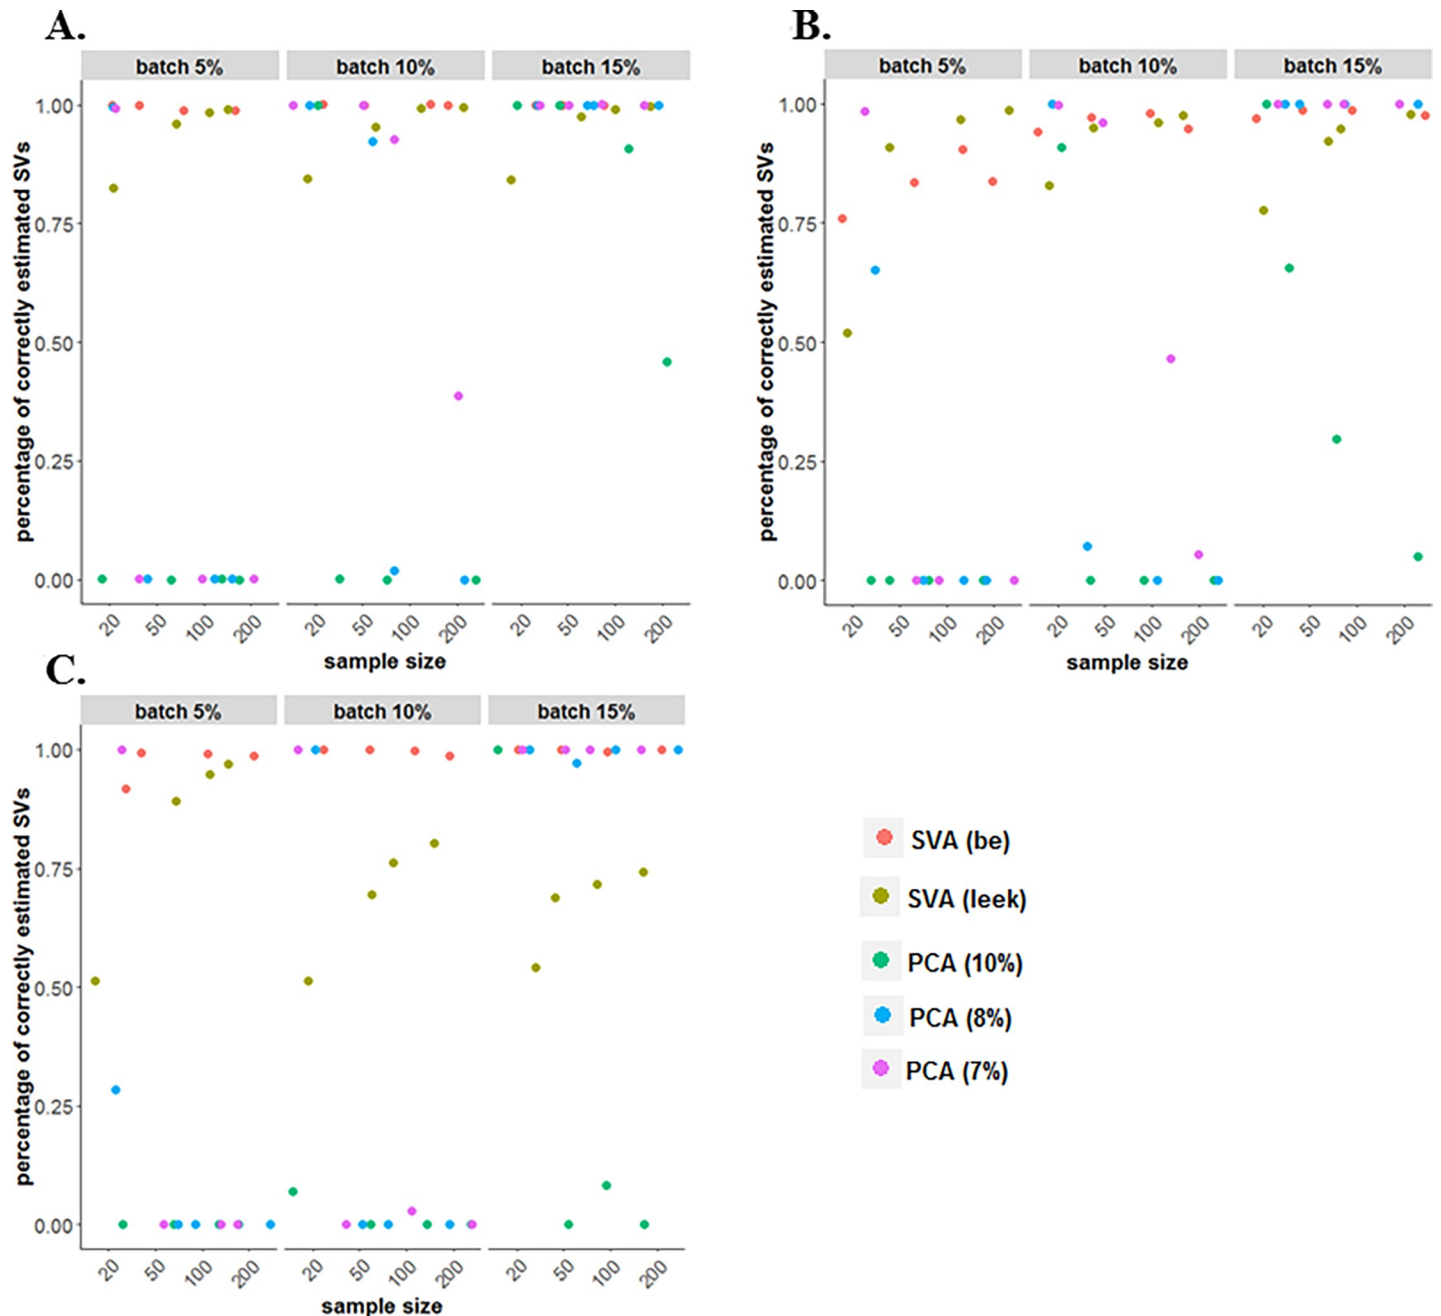 A.
batch 5% batch 10% batch 15%
percentage of correctly estimated SVs
1.00
0.75
0.50
0.25
0.00
20 50 100 200 20 50 100 200 20 50 100 200
sample size
B.
batch 5% batch 10% batch 15%
percentage of correctly estimated SVs
1.00
0.75
0.50
0.25
0.00
20 50 100 200 20 50 100 200 20 50 100 200
sample size
C.
batch 5% batch 10% batch 15%
percentage of correctly estimated SVs
1.00
0.75
0.50
0.25
0.00
20 50 100 200 20 50 100 200 20 50 100 200
sample size
SVA (be)
SVA (leek)
PCA (10%)
PCA (8%)
PCA (7%)